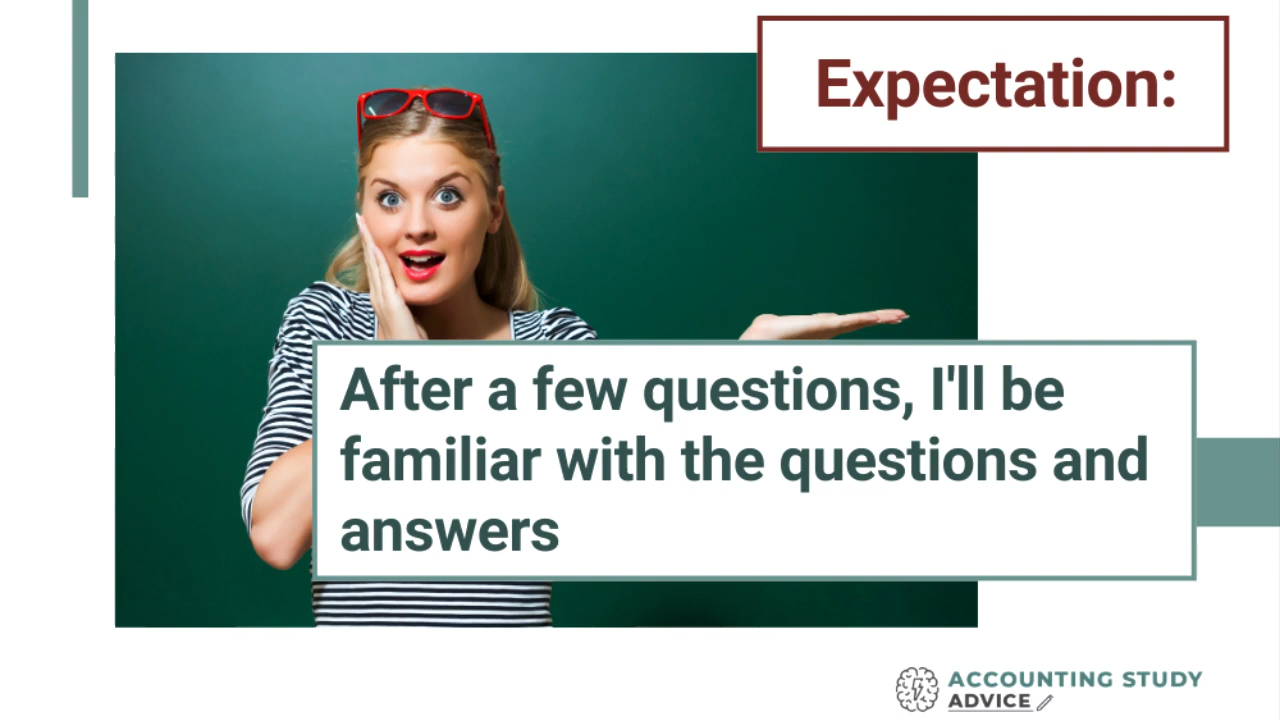 Expectation:
After a few questions, I'll be
familiar with the questions and
answers
ACCOUNTING STUDY
ADVICE